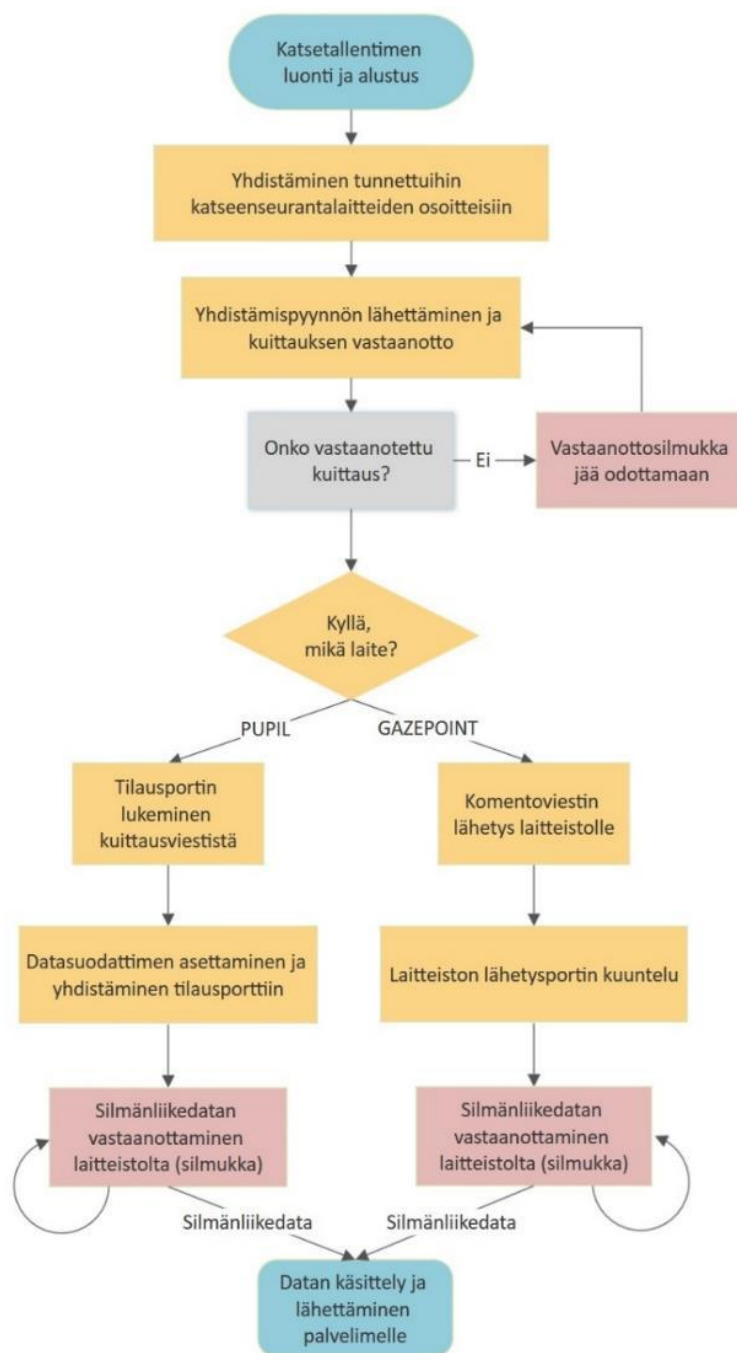 Katsetallentimen
luonti ja alustus
Yhdistäminen tunnettuihin
katseenseurantalaitteiden osoitteisiin
Yhdistämispyynnön lähettäminen ja
kuittauksen vastaanotto
Onko vastaanotettu
kuittaus?
Ei
Vastaanottosilmukka
jää odottamaan
Kyllä,
mikä laite?
PUPIL
GAZEPOINT
Tilausportin
lukeminen
kuittausviestistä
Komentoviestin
lähetys laitteistolle
Datasuodattimen asettaminen ja
yhdistäminen tilausporttiin
Laitteiston lähetysportin kuuntelu
Silmänliikedatan
vastaanottaminen
laitteistolta (silmukka)
Silmänliikedatan
vastaanottaminen
laitteistolta (silmukka)
Silmänliikedata
Silmänliikedata
Datan käsittely ja
lähettäminen
palvelimelle